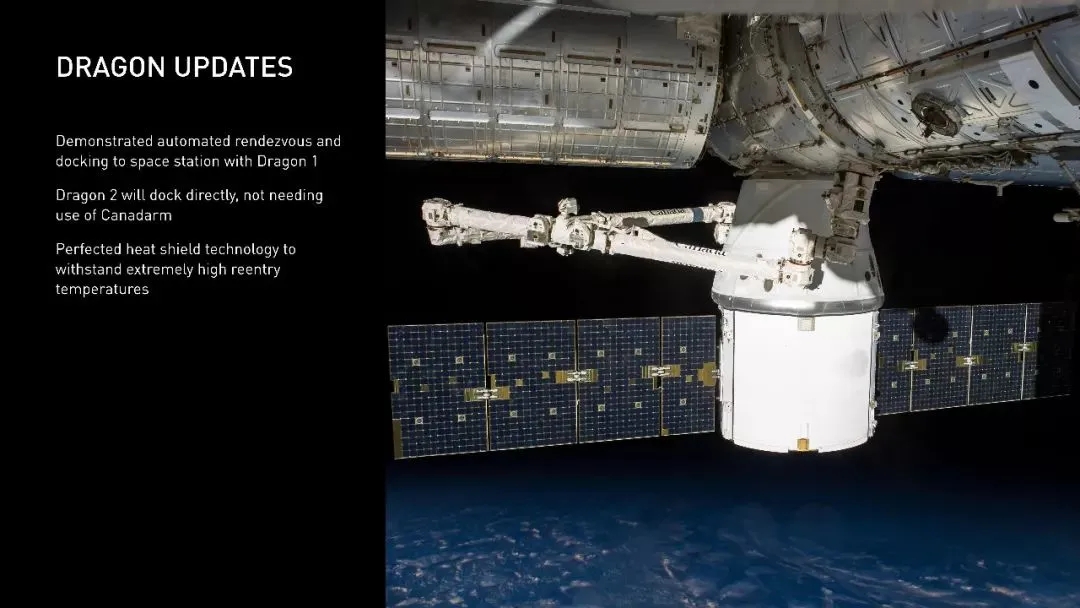 DRAGON UPDATES
Demonstrated automated rendezvous and
docking to space station with Dragon 1
Dragon 2 will dock directly, not needing
use of Canadarm
Perfected heat shield technology to
withstand extremely high reentry
temperatures